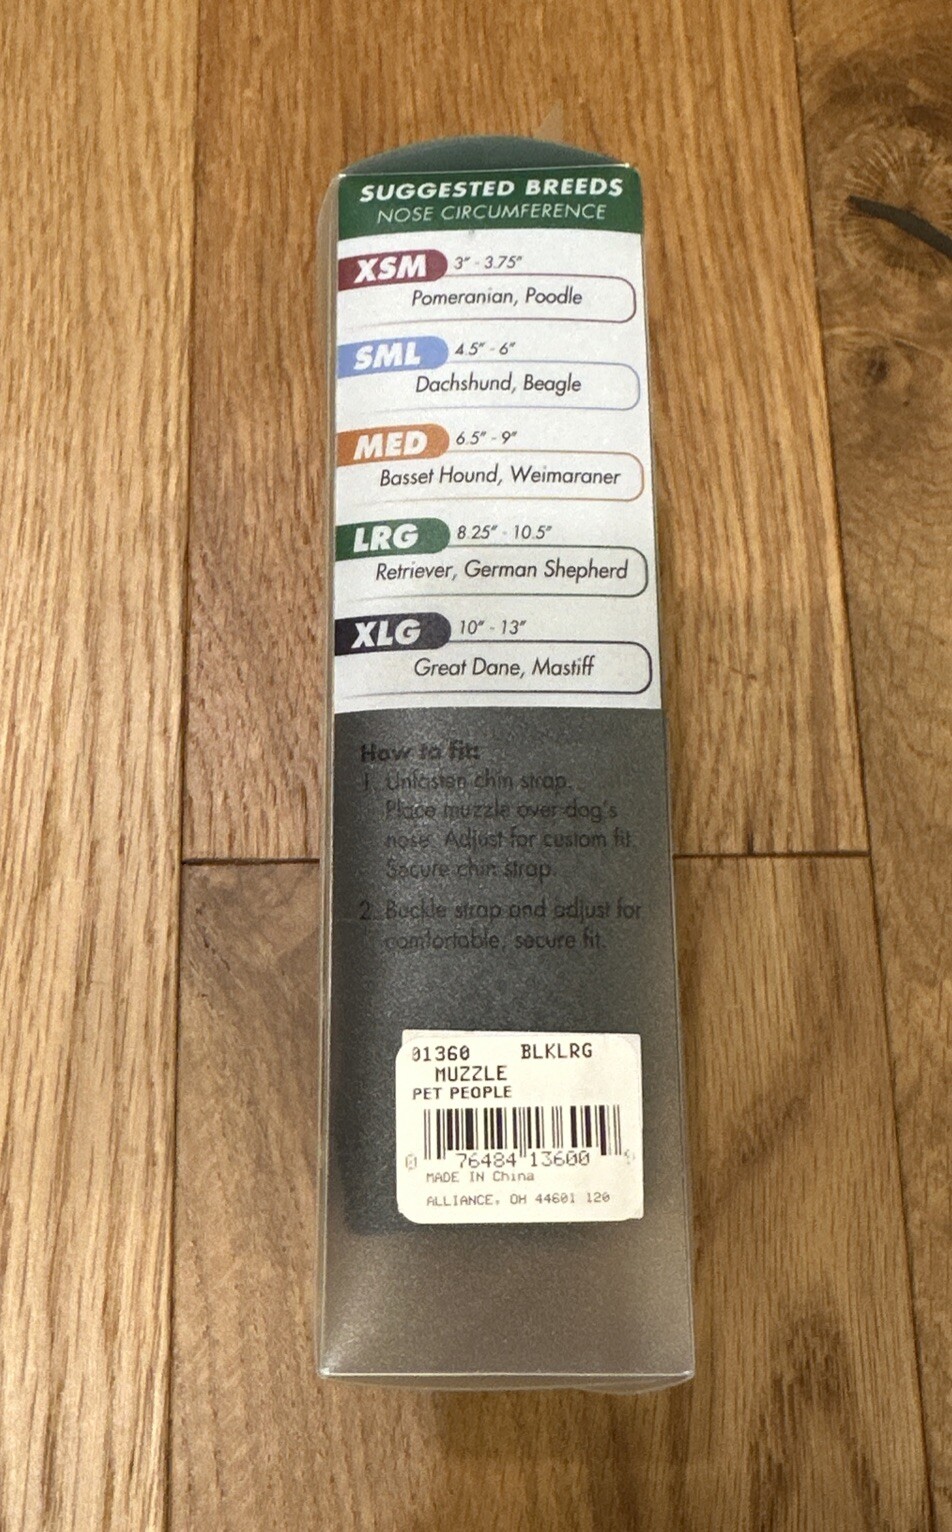 SUGGESTED BREEDS
NOSE CIRCUMFERENCE
XSM 3" - 3.75"
Pomeranian, Poodle
SML 4.5" - 6"
Dachshund, Beagle
MED 6.5" - 9"
Basset Hound, Weimaraner
LRG 8.25" - 10.5"
Retriever, German Shepherd
XLG 10" - 13"
Great Dane, Mastiff
How to fit:
1. Unfasten chin strap.
Place muzzle over dog's
nose. Adjust for custom fit.
Secure chin strap.
2. Buckle strap and adjust for
comfortable, secure fit.
01360 BLKLRG
MUZZLE
PET PEOPLE
0 76484 13600
MADE IN China
ALLIANCE, OH 44601 120